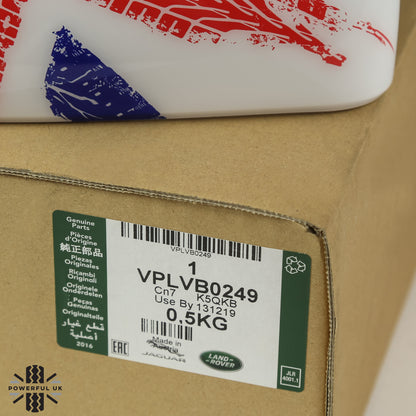 VPLVB0249
1
VPLVB0249
Cn7 K5QKB
Use By 131219
0.5KG
Made in
Austria
JAGUAR
LAND-
ROVER
EAC
JLR
4001.1
Genuine
Parts
Pièces
d'Origine
純正部品
Piezas
Originales
Ricambi
Originali
Originele
Onderdelen
Peças
Genuínas
Originalteile
قطع غيار
أصلية
2016
POWERFUL UK